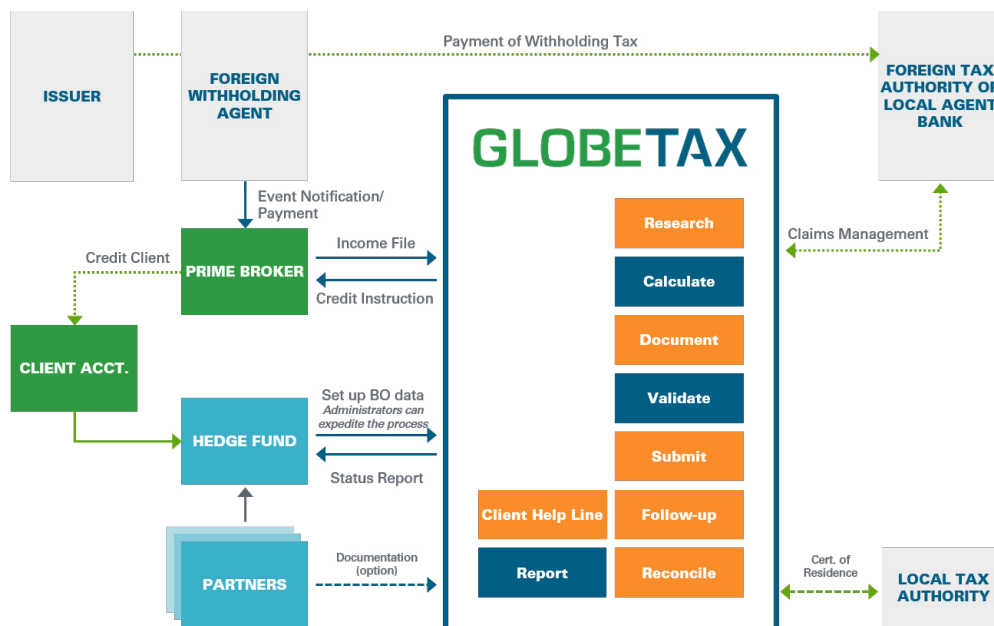 Payment of Withholding Tax
ISSUER
FOREIGN
WITHHOLDING
AGENT
FOREIGN TAX
AUTHORITY OR
LOCAL AGENT
BANK
GLOBETAX
Event Notification/
Payment
Research
Claims Management
Credit Client
PRIME BROKER
Income File
Credit Instruction
Calculate
Document
CLIENT ACCT.
Validate
Set up BO data
Administrators can
expedite the process
HEDGE FUND
Submit
Status Report
Client Help Line
Follow-up
PARTNERS
Documentation
(option)
Report
Reconcile
Cert. of
Residence
LOCAL TAX
AUTHORITY